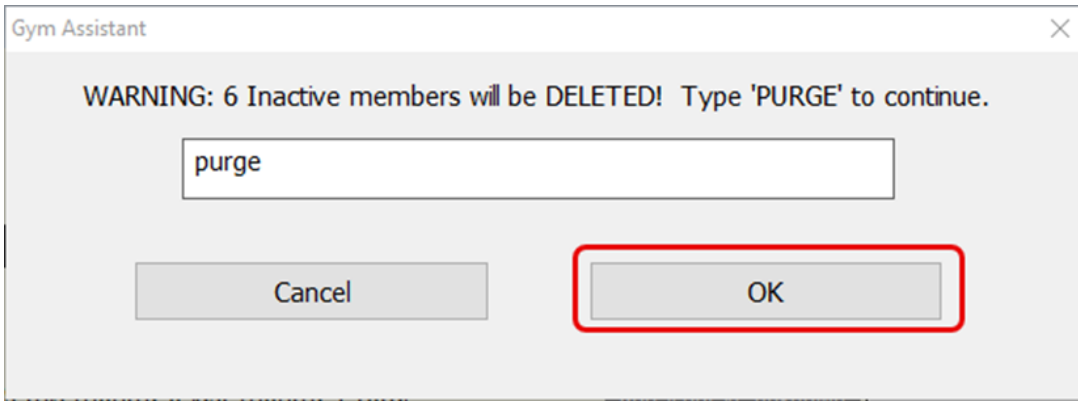 Gym Assistant
WARNING: 6 Inactive members will be DELETED! Type 'PURGE' to continue.
purge
Cancel
OK